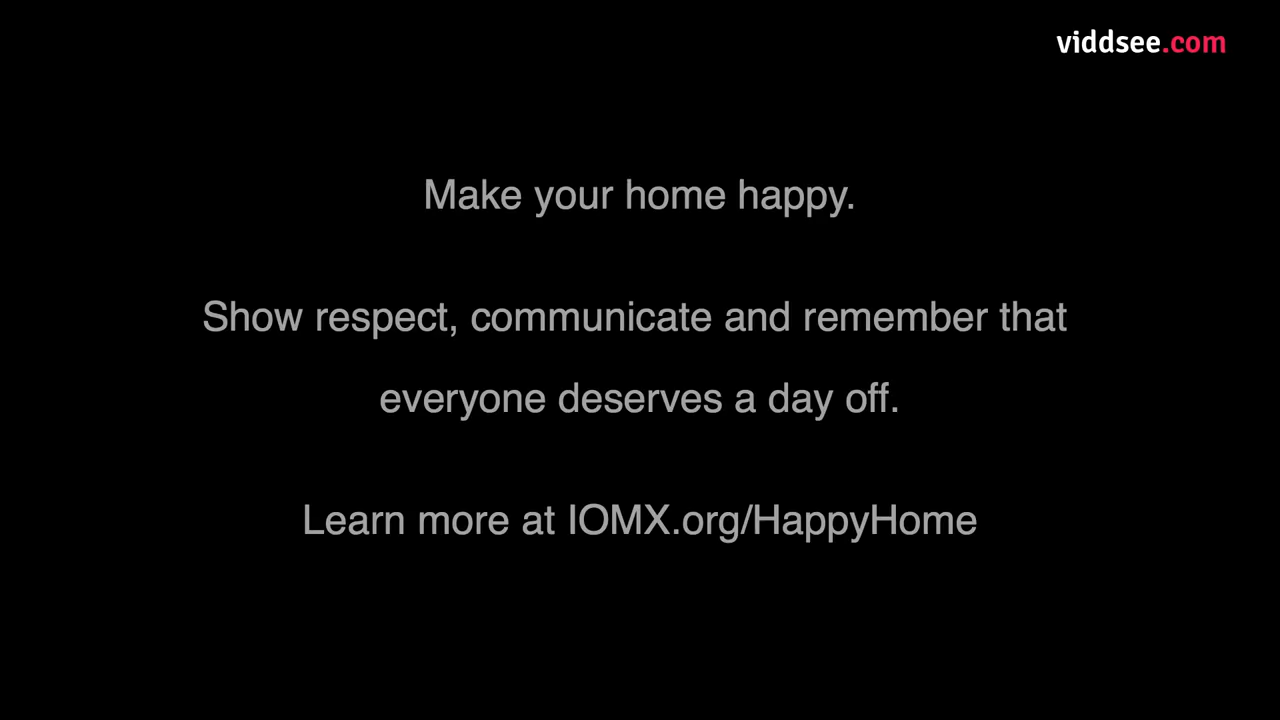 viddsee.com
Make your home happy.
Show respect, communicate and remember that
everyone deserves a day off.
Learn more at IOMX.org/HappyHome